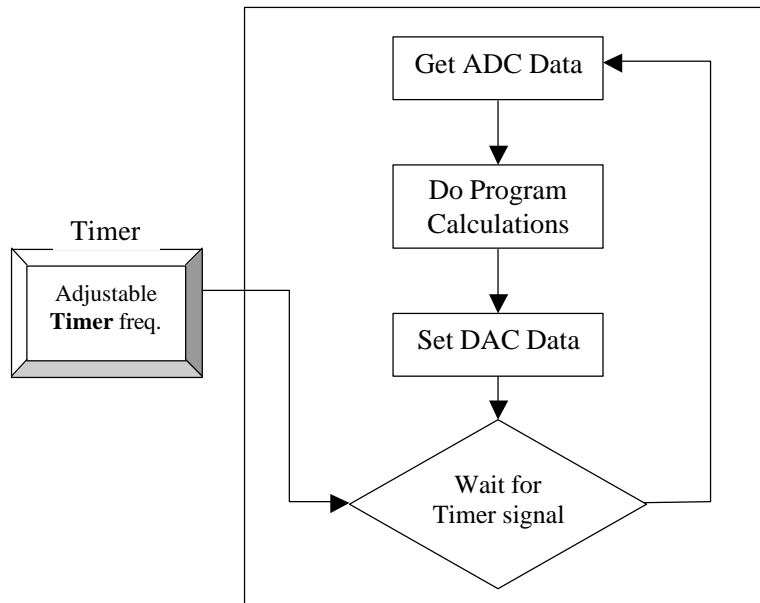 Get ADC Data
Do Program
Calculations
Timer
Adjustable
Timer freq.
Set DAC Data
Wait for
Timer signal